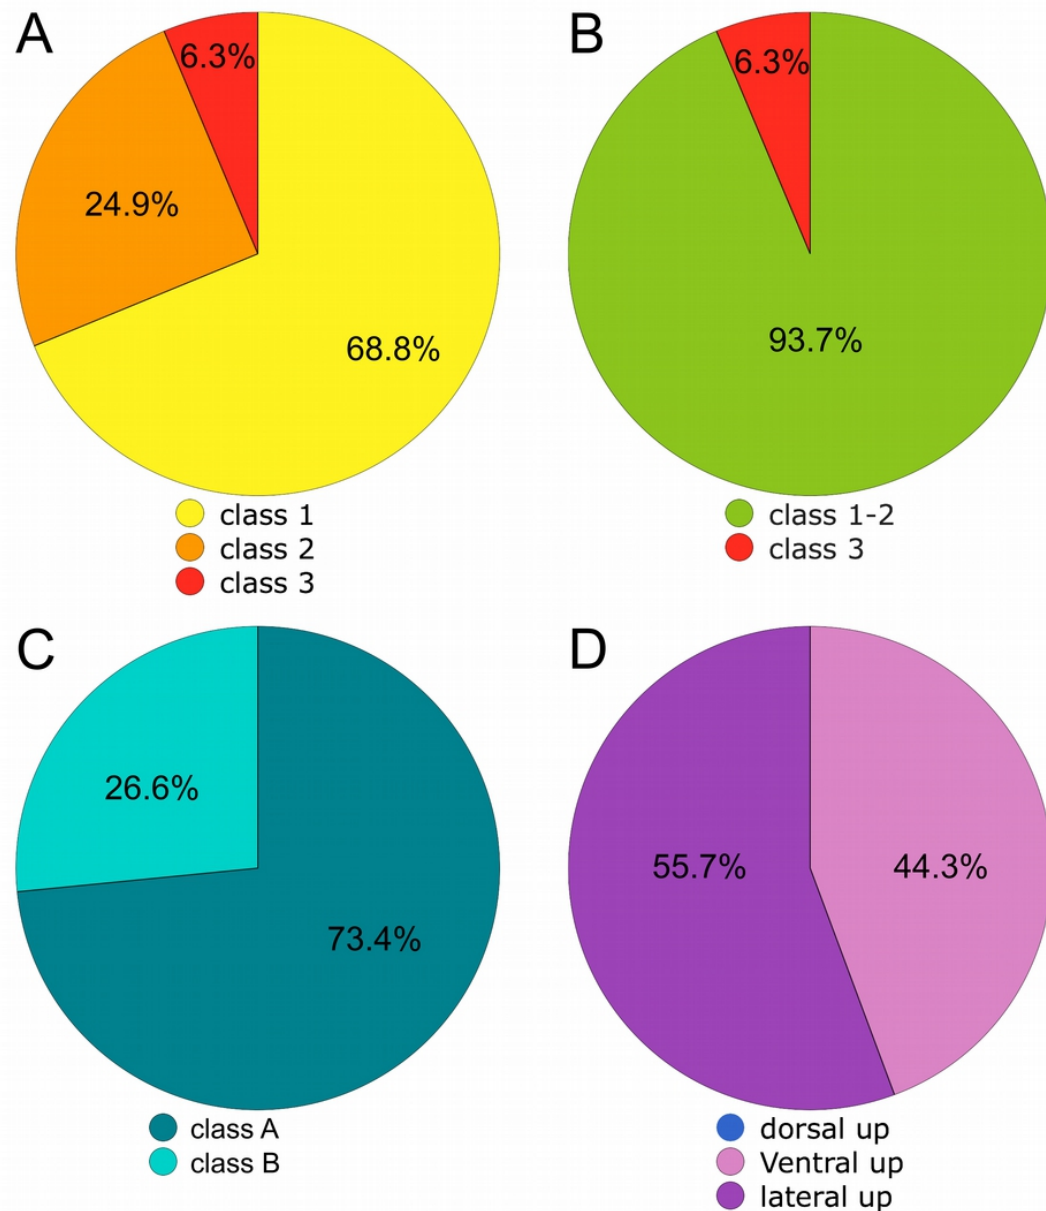 A
6.3%
24.9%
68.8%
class 1
class 2
class 3
B
6.3%
93.7%
class 1-2
class 3
C
26.6%
73.4%
class A
class B
D
55.7%
44.3%
dorsal up
Ventral up
lateral up